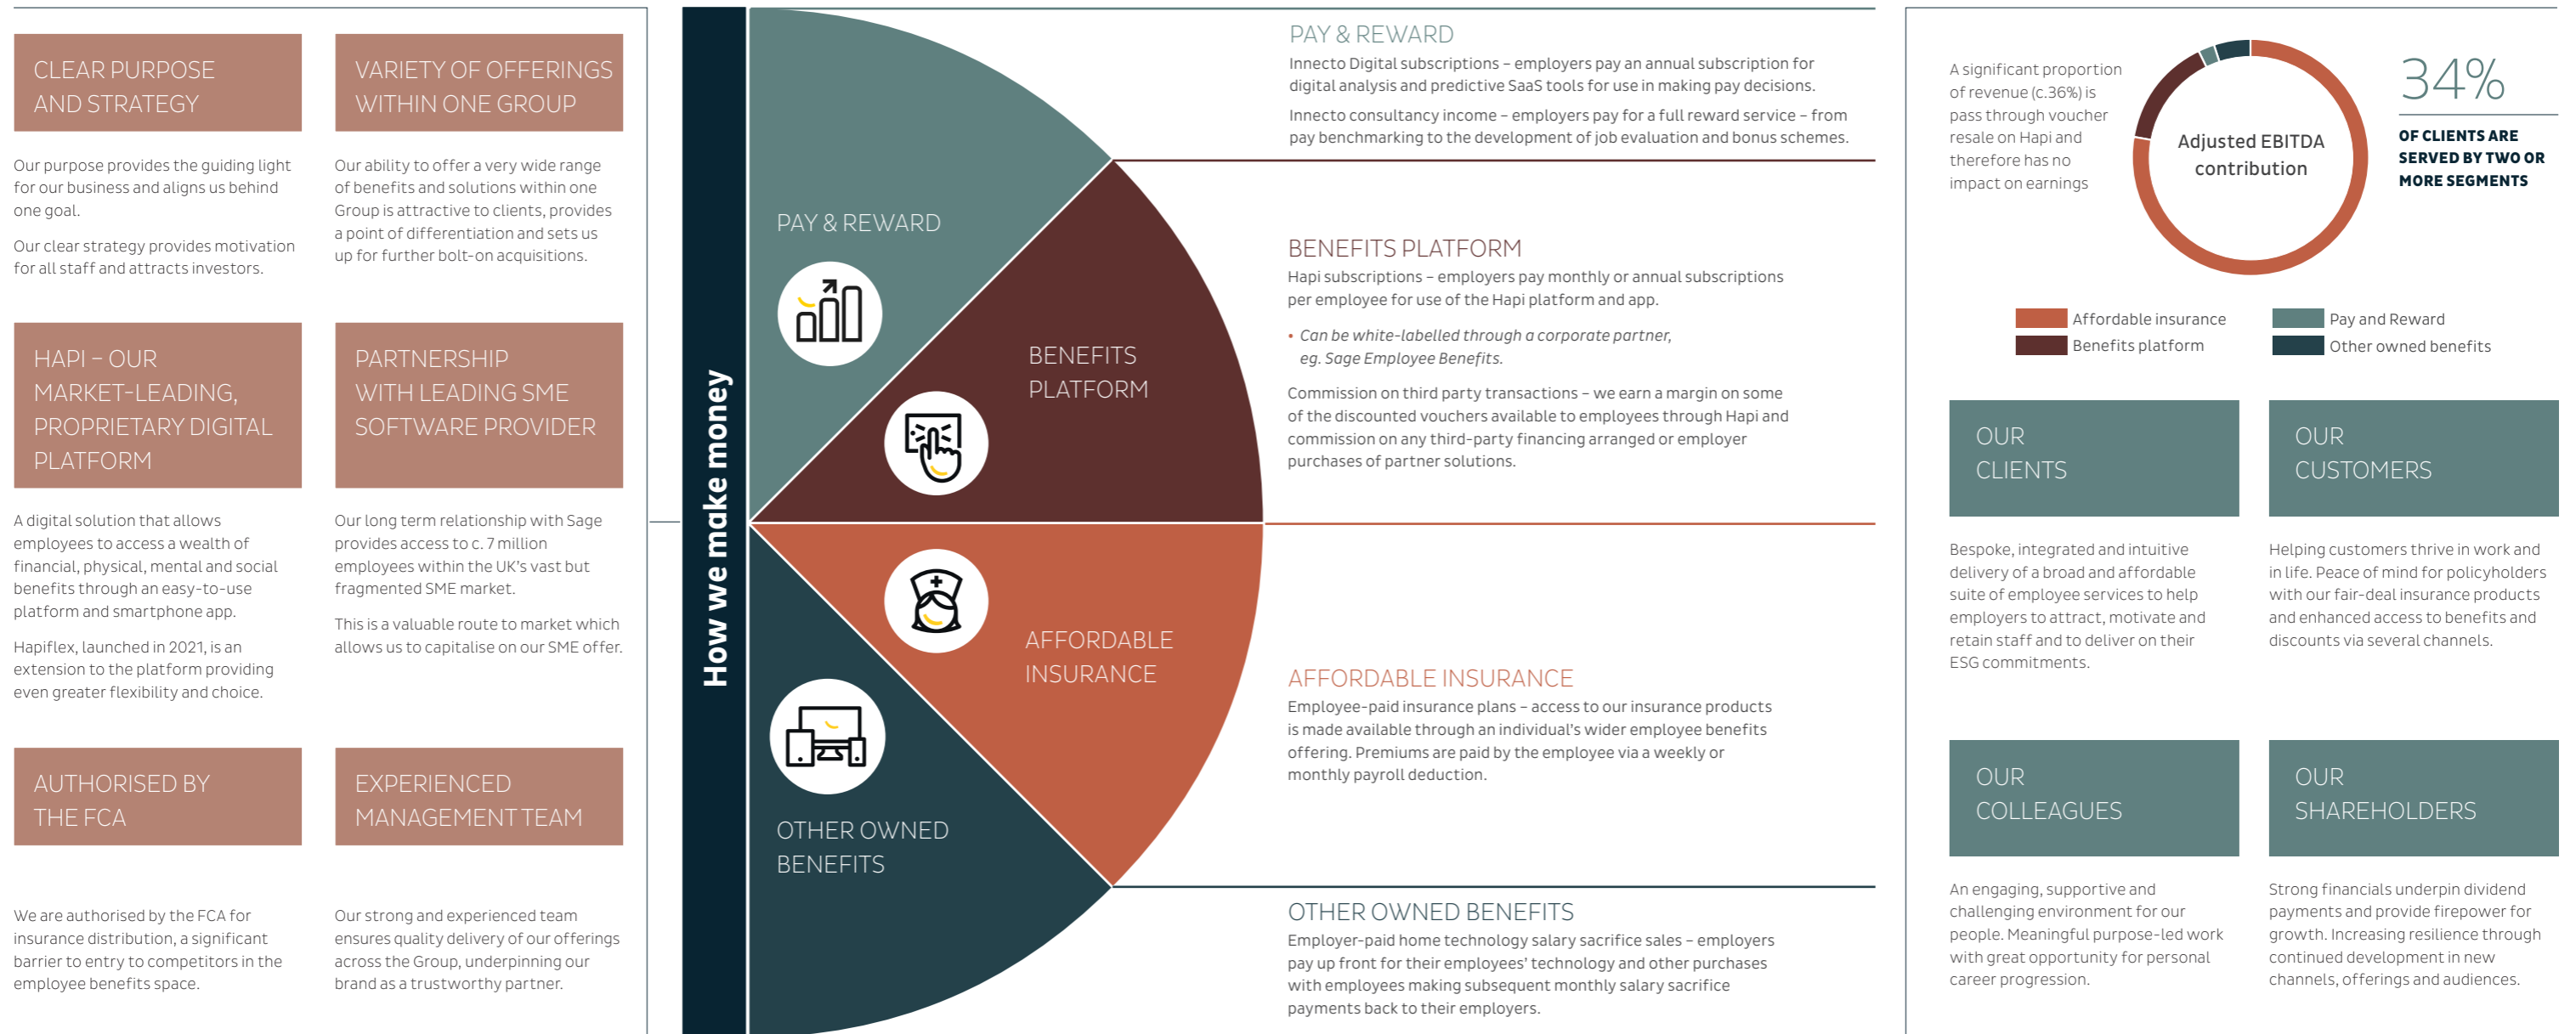 CLEAR PURPOSE
AND STRATEGY
Our purpose provides the guiding light
for our business and aligns us behind
one goal.
Our clear strategy provides motivation
for all staff and attracts investors.
VARIETY OF OFFERINGS
WITHIN ONE GROUP
Our ability to offer a very wide range
of benefits and solutions within one
Group is attractive to clients, provides
a point of differentiation and sets us
up for further bolt-on acquisitions.
HAPI – OUR
MARKET-LEADING,
PROPRIETARY DIGITAL
PLATFORM
A digital solution that allows
employees to access a wealth of
financial, physical, mental and social
benefits through an easy-to-use
platform and smartphone app.
Hapiflex, launched in 2021, is an
extension to the platform providing
even greater flexibility and choice.
PARTNERSHIP
WITH LEADING SME
SOFTWARE PROVIDER
Our long term relationship with Sage
provides access to c. 7 million
employees within the UK's vast but
fragmented SME market.
This is a valuable route to market which
allows us to capitalise on our SME offer.
AUTHORISED BY
THE FCA
We are authorised by the FCA for
insurance distribution, a significant
barrier to entry to competitors in the
employee benefits space.
EXPERIENCED
MANAGEMENT TEAM
Our strong and experienced team
ensures quality delivery of our offerings
across the Group, underpinning our
brand as a trustworthy partner.
How we make money
PAY & REWARD
BENEFITS
PLATFORM
AFFORDABLE
INSURANCE
OTHER OWNED
BENEFITS
PAY & REWARD
Innecto Digital subscriptions – employers pay an annual subscription for
digital analysis and predictive SaaS tools for use in making pay decisions.
Innecto consultancy income – employers pay for a full reward service – from
pay benchmarking to the development of job evaluation and bonus schemes.
BENEFITS PLATFORM
Hapi subscriptions – employers pay monthly or annual subscriptions
per employee for use of the Hapi platform and app.
• Can be white-labelled through a corporate partner,
eg. Sage Employee Benefits.
Commission on third party transactions – we earn a margin on some
of the discounted vouchers available to employees through Hapi and
commission on any third-party financing arranged or employer
purchases of partner solutions.
AFFORDABLE INSURANCE
Employee-paid insurance plans – access to our insurance products
is made available through an individual's wider employee benefits
offering. Premiums are paid by the employee via a weekly or
monthly payroll deduction.
OTHER OWNED BENEFITS
Employer-paid home technology salary sacrifice sales – employers
pay up front for their employees' technology and other purchases
with employees making subsequent monthly salary sacrifice
payments back to their employers.
A significant proportion
of revenue (c.36%) is
pass through voucher
resale on Hapi and
therefore has no
impact on earnings
Adjusted EBITDA
contribution
34%
OF CLIENTS ARE
SERVED BY TWO OR
MORE SEGMENTS
Affordable insurance
Benefits platform
Pay and Reward
Other owned benefits
OUR
CLIENTS
Bespoke, integrated and intuitive
delivery of a broad and affordable
suite of employee services to help
employers to attract, motivate and
retain staff and to deliver on their
ESG commitments.
OUR
CUSTOMERS
Helping customers thrive in work and
in life. Peace of mind for policyholders
with our fair-deal insurance products
and enhanced access to benefits and
discounts via several channels.
OUR
COLLEAGUES
An engaging, supportive and
challenging environment for our
people. Meaningful purpose-led work
with great opportunity for personal
career progression.
OUR
SHAREHOLDERS
Strong financials underpin dividend
payments and provide firepower for
growth. Increasing resilience through
continued development in new
channels, offerings and audiences.